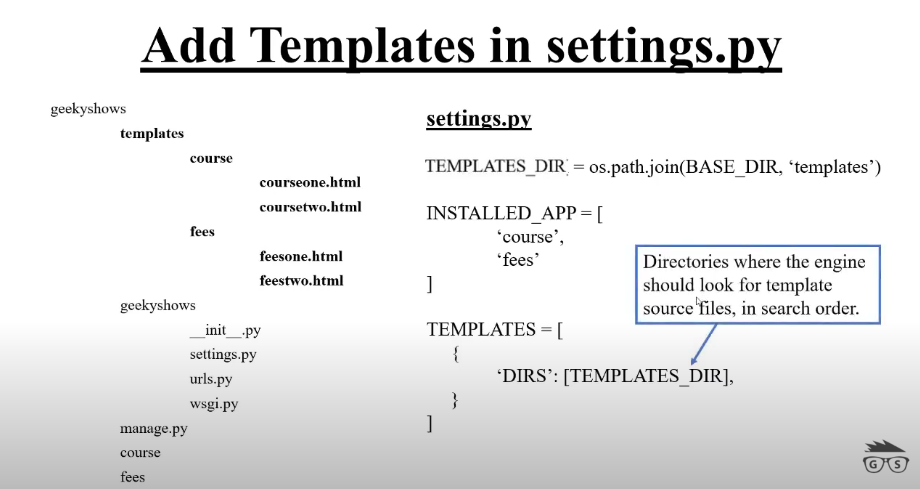 Add Templates in settings.py
geekyshows
templates
course
courseone.html
coursetwo.html
fees
feesone.html
feestwo.html
geekyshows
__init__.py
settings.py
urls.py
wsgi.py
manage.py
course
fees
settings.py
TEMPLATES_DIR = os.path.join(BASE_DIR, ‘templates’)
INSTALLED_APP = [
‘course’,
‘fees’
]
TEMPLATES = [
{
‘DIRS’: [TEMPLATES_DIR],
}
]
Directories where the engine
should look for template
source files, in search order.
G S